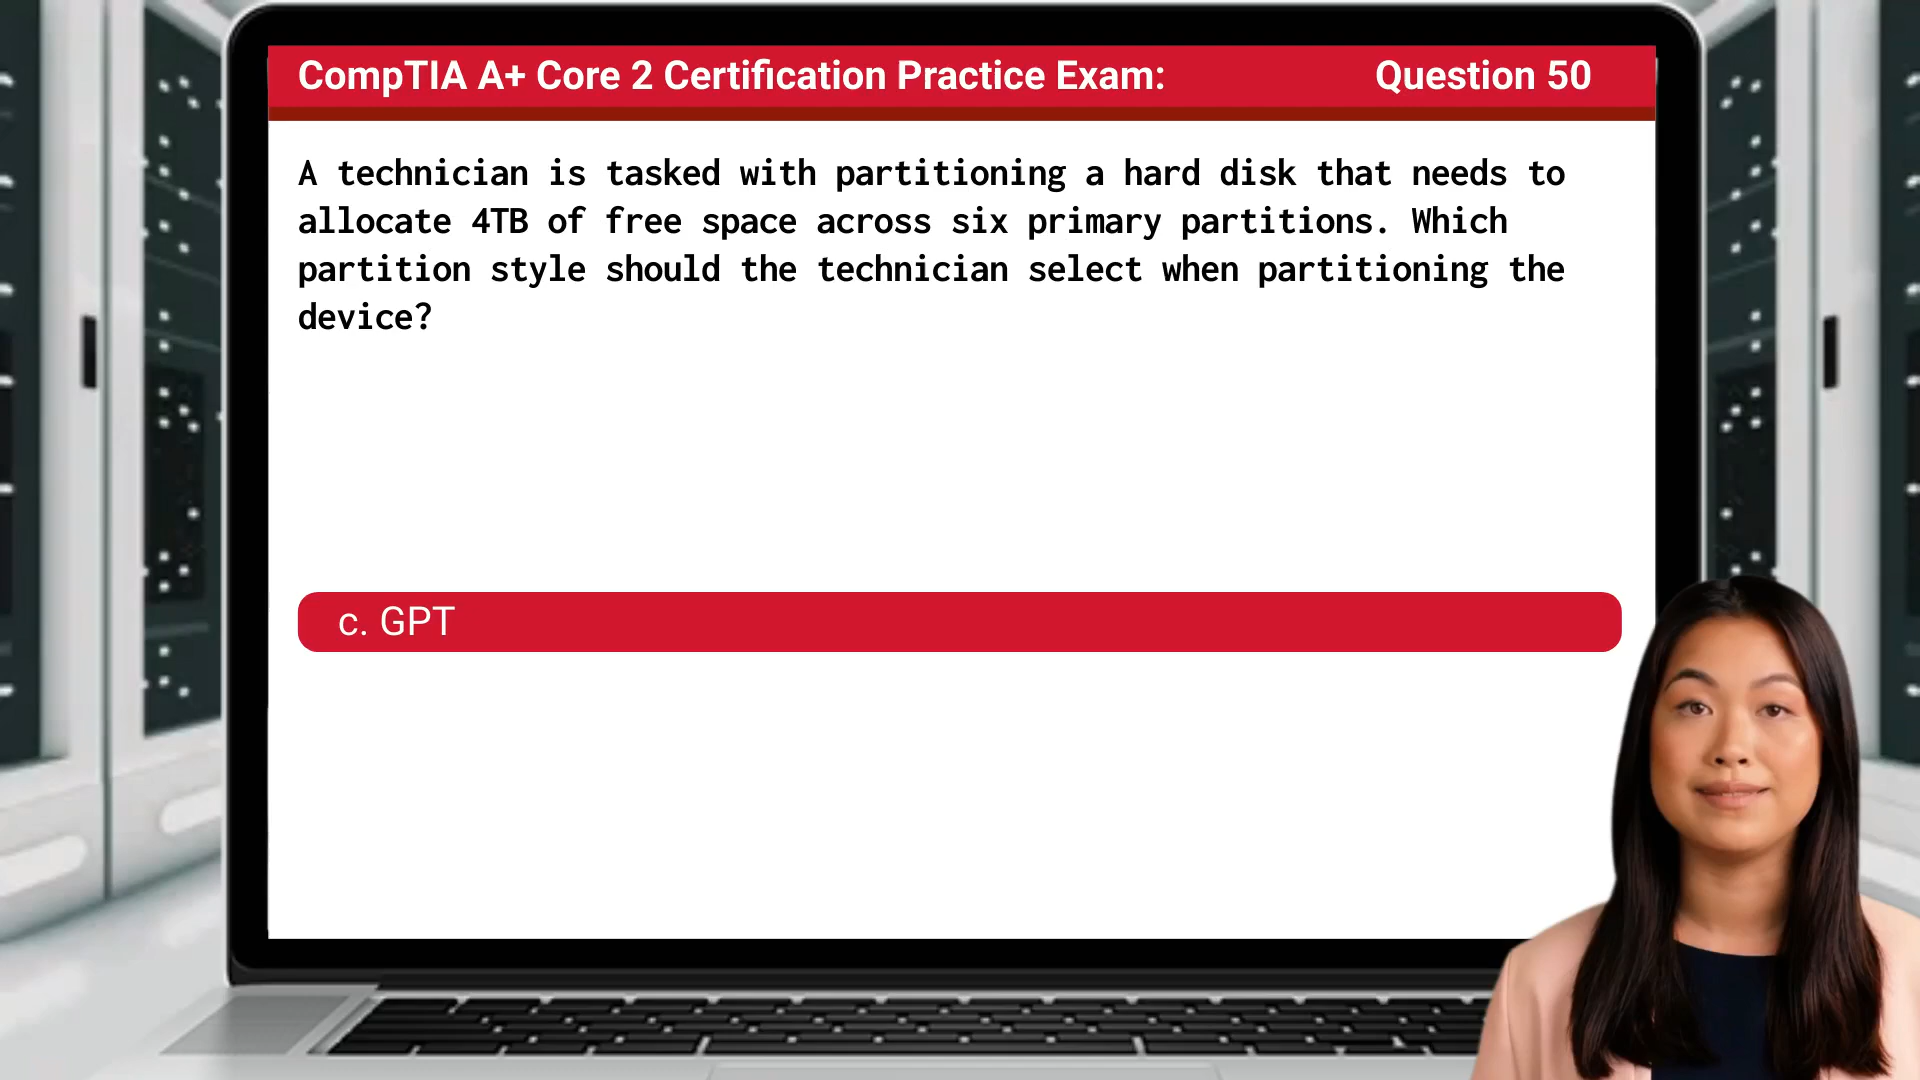 CompTIA A+ Core 2 Certification Practice Exam: Question 50
A technician is tasked with partitioning a hard disk that needs to
allocate 4TB of free space across six primary partitions. Which
partition style should the technician select when partitioning the
device?
c. GPT